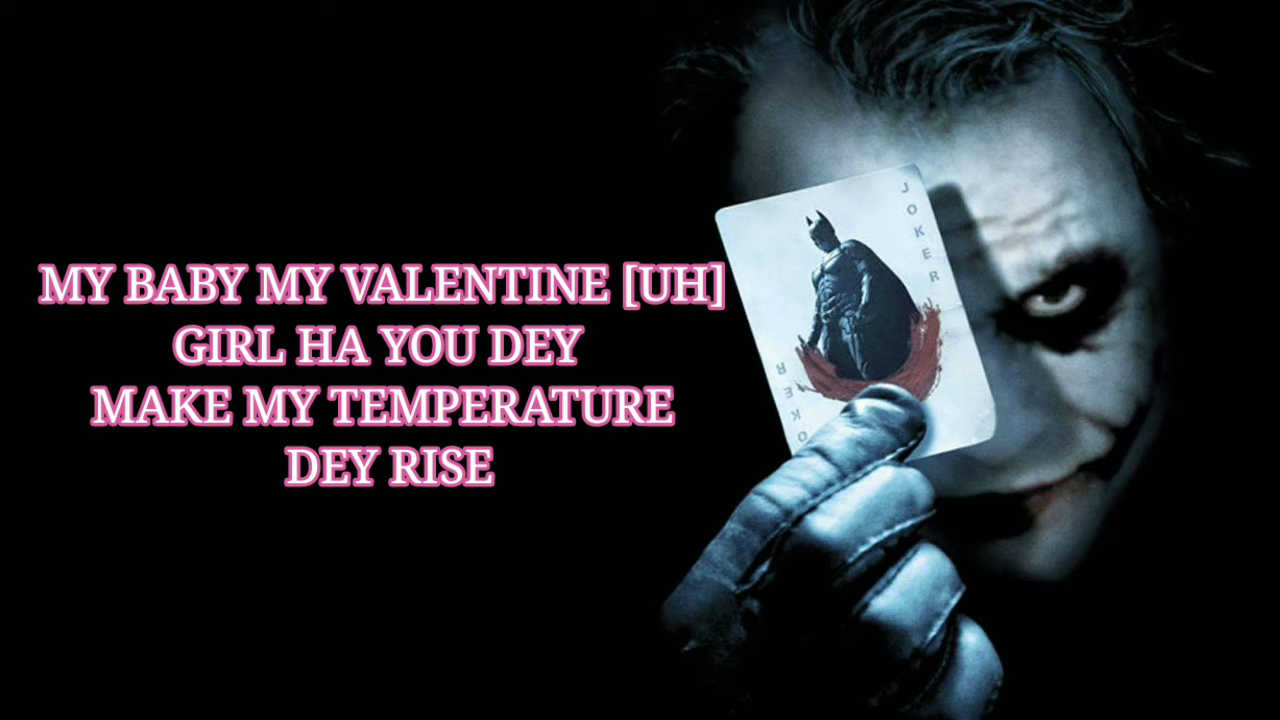 MY BABY MY VALENTINE [UH]
GIRL HA YOU DEY
MAKE MY TEMPERATURE
DEY RISE
JOKER
JOKER